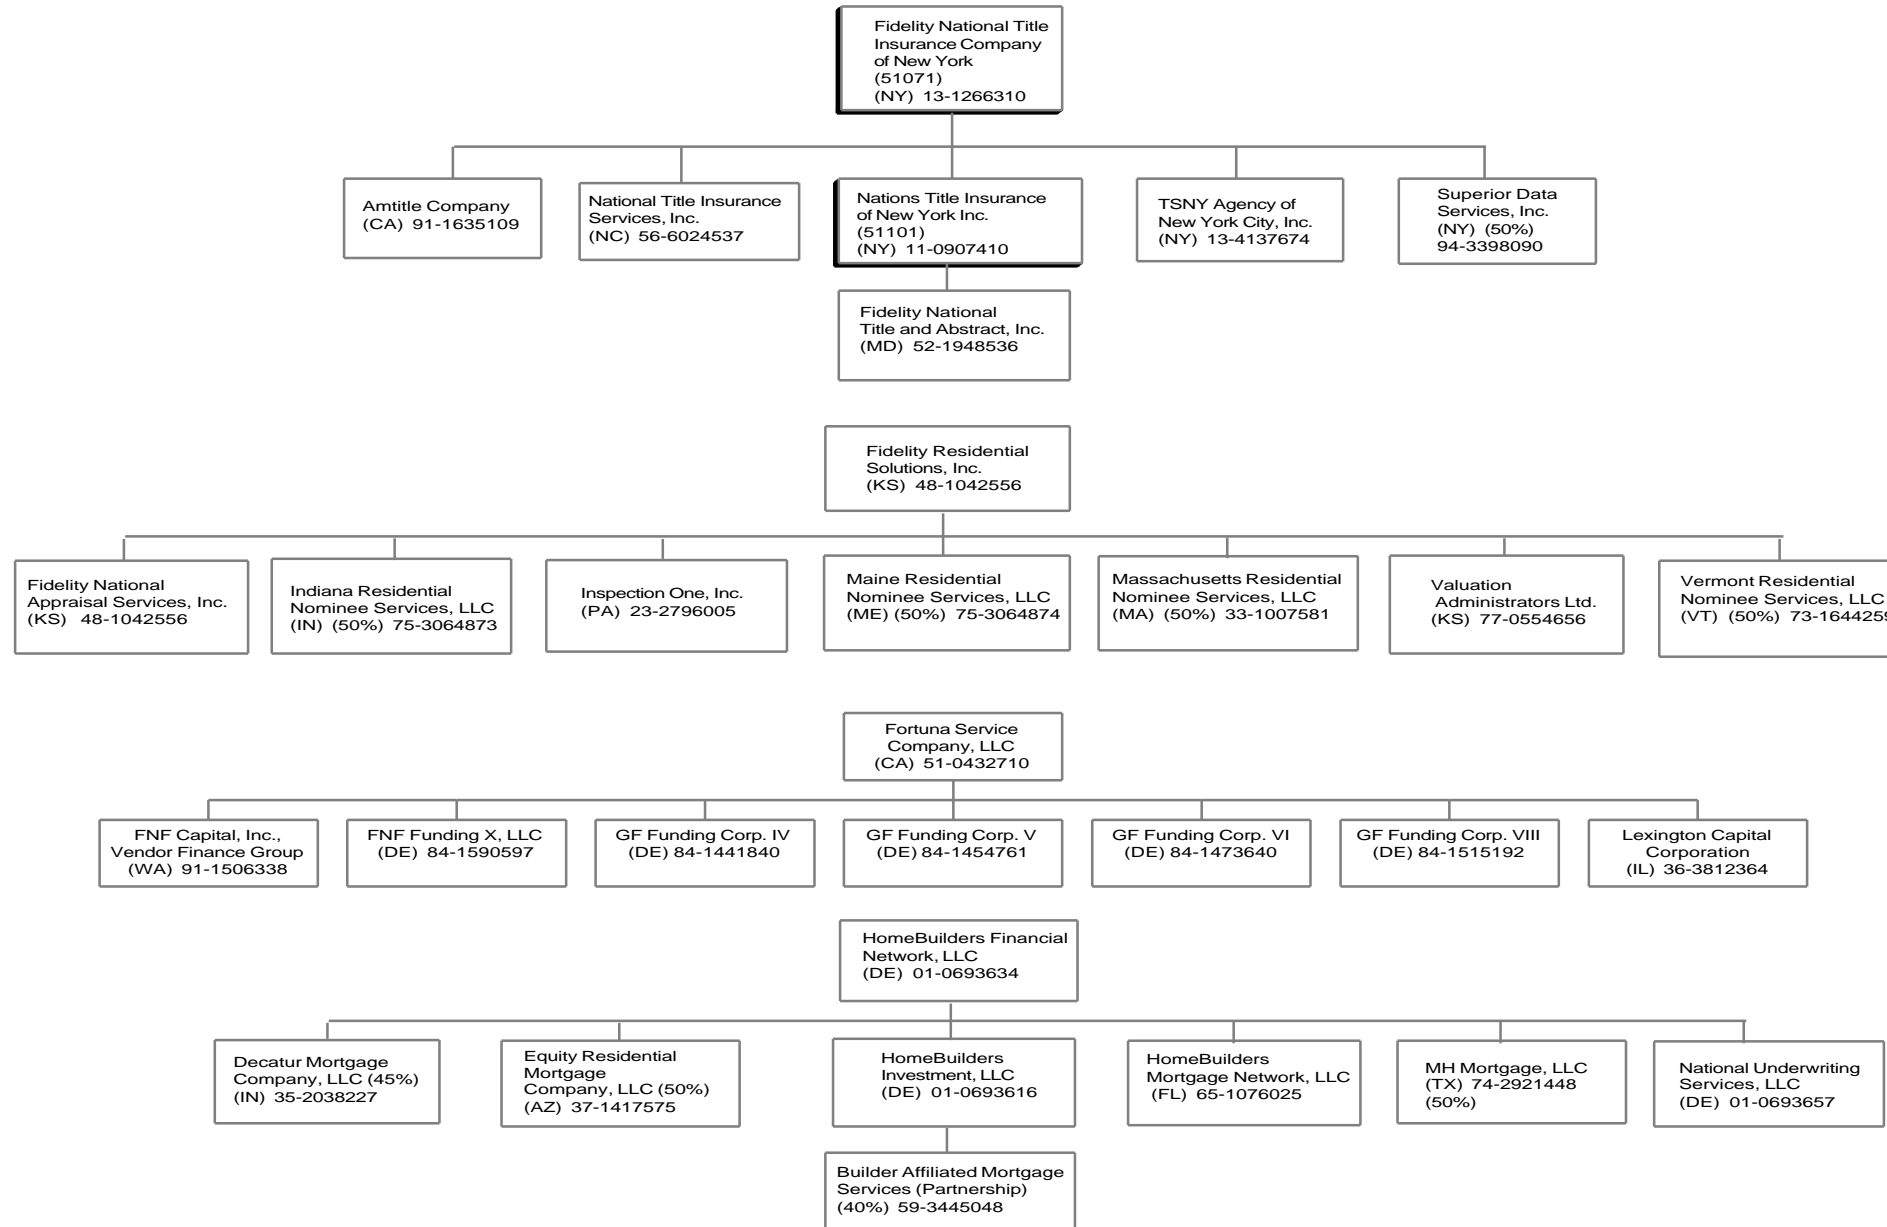 Fidelity National Title
Insurance Company
of New York
(51071)
(NY) 13-1266310
Amtitle Company
(CA) 91-1635109
National Title Insurance
Services, Inc.
(NC) 56-6024537
Nations Title Insurance
of New York Inc.
(51101)
(NY) 11-0907410
TSNY Agency of
New York City, Inc.
(NY) 13-4137674
Superior Data
Services, Inc.
(NY) (50%)
94-3398090
Fidelity National
Title and Abstract, Inc.
(MD) 52-1948536
Fidelity Residential
Solutions, Inc.
(KS) 48-1042556
Fidelity National
Appraisal Services, Inc.
(KS) 48-1042556
Indiana Residential
Nominee Services, LLC
(IN) (50%) 75-3064873
Inspection One, Inc.
(PA) 23-2796005
Maine Residential
Nominee Services, LLC
(ME) (50%) 75-3064874
Massachusetts Residential
Nominee Services, LLC
(MA) (50%) 33-1007581
Valuation
Administrators Ltd.
(KS) 77-0554656
Vermont Residential
Nominee Services, LLC
(VT) (50%) 73-1644259
Fortuna Service
Company, LLC
(CA) 51-0432710
FNF Capital, Inc.,
Vendor Finance Group
(WA) 91-1506338
FNF Funding X, LLC
(DE) 84-1590597
GF Funding Corp. IV
(DE) 84-1441840
GF Funding Corp. V
(DE) 84-1454761
GF Funding Corp. VI
(DE) 84-1473640
GF Funding Corp. VIII
(DE) 84-1515192
Lexington Capital
Corporation
(IL) 36-3812364
HomeBuilders Financial
Network, LLC
(DE) 01-0693634
Decatur Mortgage
Company, LLC (45%)
(IN) 35-2038227
Equity Residential
Mortgage
Company, LLC (50%)
(AZ) 37-1417575
HomeBuilders
Investment, LLC
(DE) 01-0693616
HomeBuilders
Mortgage Network, LLC
(FL) 65-1076025
MH Mortgage, LLC
(TX) 74-2921448
(50%)
National Underwriting
Services, LLC
(DE) 01-0693657
Builder Affiliated Mortgage
Services (Partnership)
(40%) 59-3445048